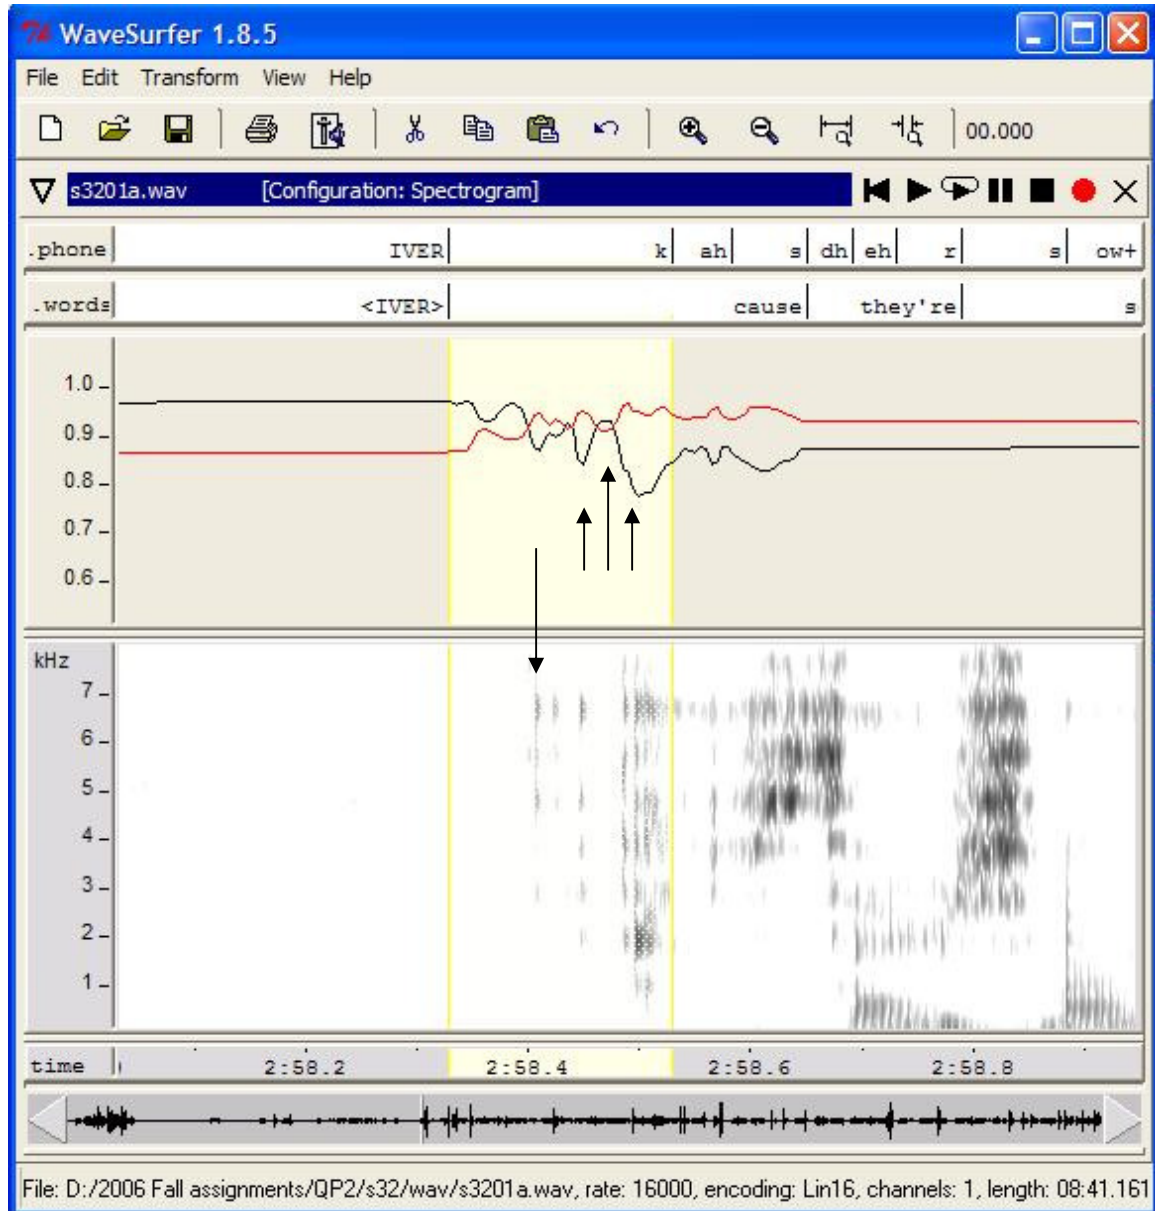 WaveSurfer 1.8.5
File Edit Transform View Help
00.000
s3201a.wav [Configuration: Spectrogram]
.phone IVER k ah s dh eh r s ow+
.words <IVER> cause they're s
1.0
0.9
0.8
0.7
0.6
kHz
7
6
5
4
3
2
1
time 2:58.2 2:58.4 2:58.6 2:58.8
File: D:/2006 Fall assignments/QP2/s32/wav/s3201a.wav, rate: 16000, encoding: Lin16, channels: 1, length: 08:41.161